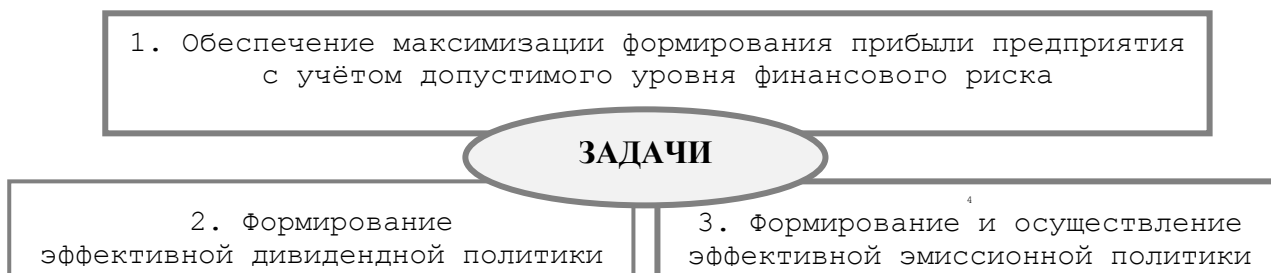 1. Обеспечение максимизации формирования прибыли предприятия
с учётом допустимого уровня финансового риска
ЗАДАЧИ
2. Формирование
эффективной дивидендной политики
4
3. Формирование и осуществление
эффективной эмиссионной политики